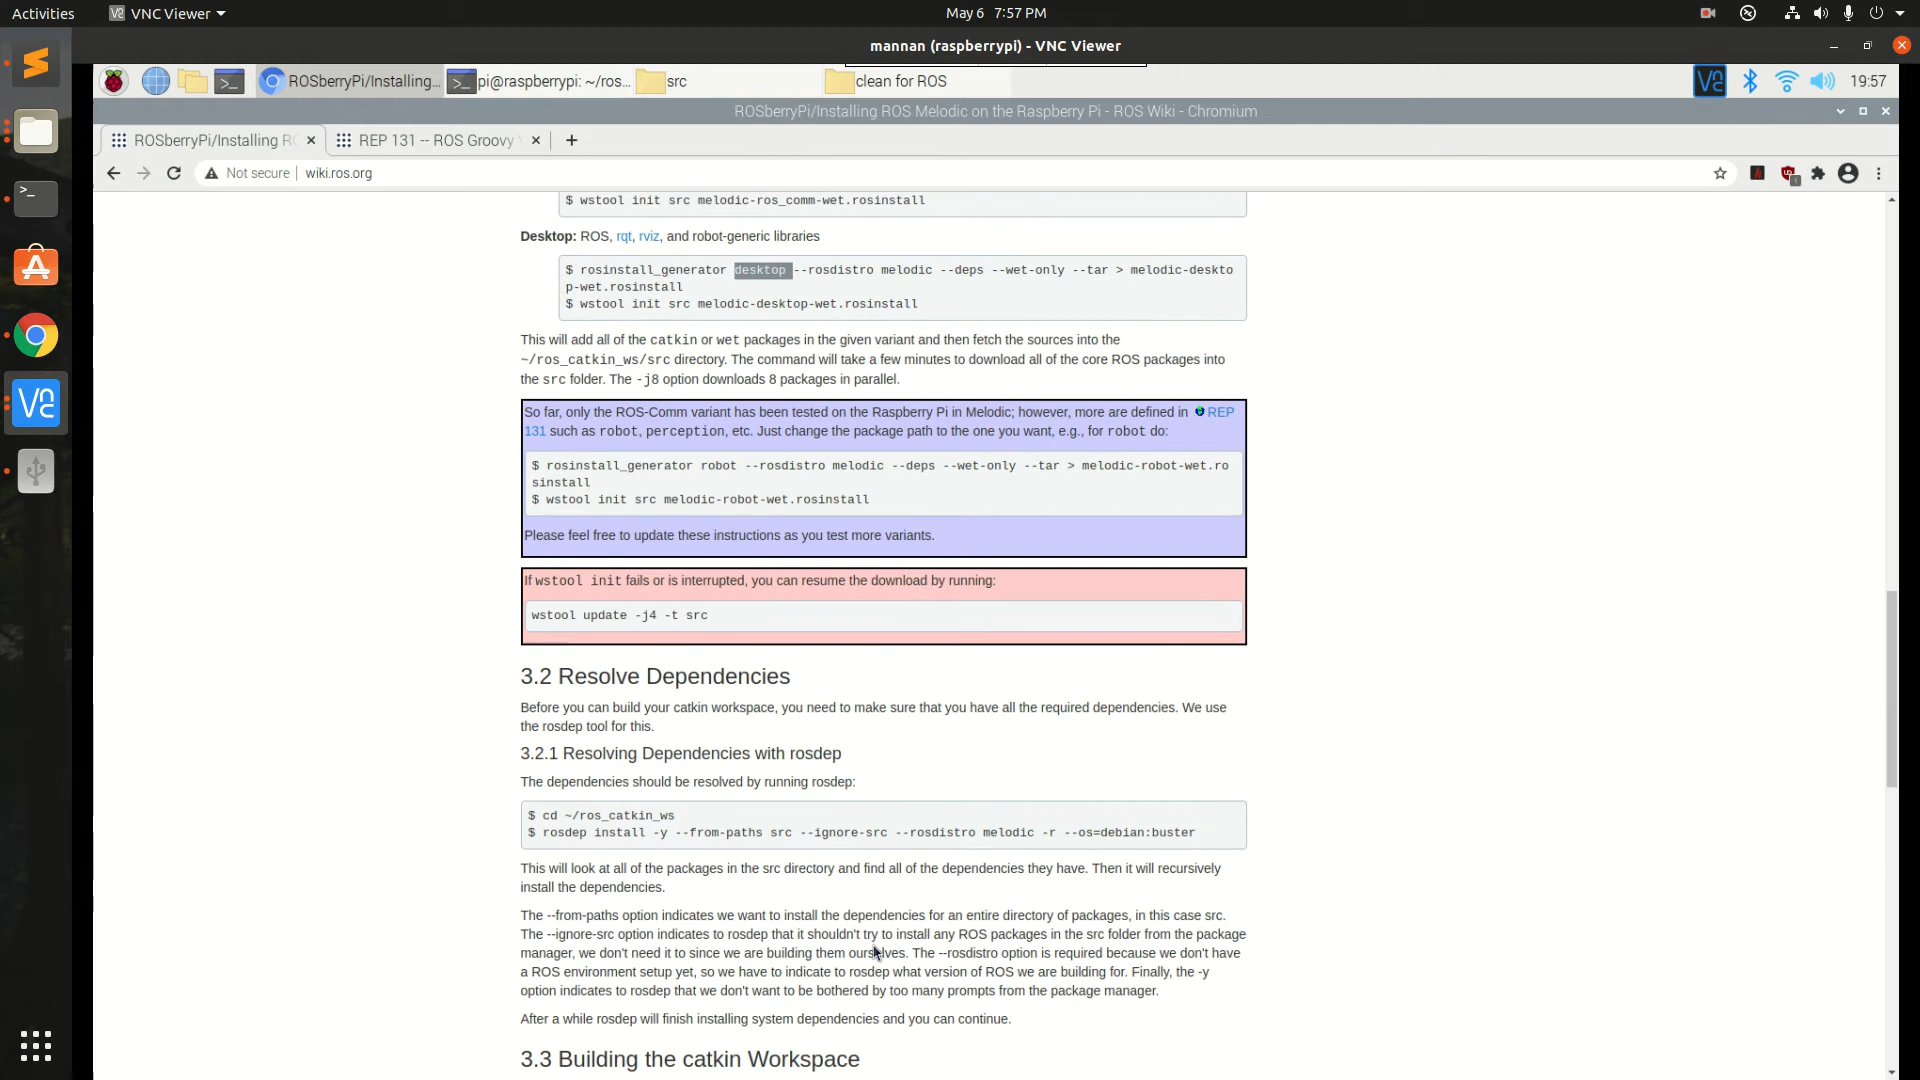 Activities VNC Viewer May 6 7:57 PM
mannan (raspberrypi) - VNC Viewer
ROSberryPi/Installing... pi@raspberrypi: ~/ros... src clean for ROS 19:57
ROSberryPi/Installing ROS Melodic on the Raspberry Pi - ROS Wiki - Chromium
ROSberryPi/Installing RO REP 131 -- ROS Groovy
Not secure | wiki.ros.org
$ wstool init src melodic-ros_comm-wet.rosinstall
Desktop: ROS, rqt, rviz, and robot-generic libraries
$ rosinstall_generator desktop --rosdistro melodic --deps --wet-only --tar > melodic-deskto
p-wet.rosinstall
$ wstool init src melodic-desktop-wet.rosinstall
This will add all of the catkin or wet packages in the given variant and then fetch the sources into the
~/ros_catkin_ws/src directory. The command will take a few minutes to download all of the core ROS packages into
the src folder. The -j8 option downloads 8 packages in parallel.
So far, only the ROS-Comm variant has been tested on the Raspberry Pi in Melodic; however, more are defined in REP
131 such as robot, perception, etc. Just change the package path to the one you want, e.g., for robot do:
$ rosinstall_generator robot --rosdistro melodic --deps --wet-only --tar > melodic-robot-wet.ro
sinstall
$ wstool init src melodic-robot-wet.rosinstall
Please feel free to update these instructions as you test more variants.
If wstool init fails or is interrupted, you can resume the download by running:
wstool update -j4 -t src
3.2 Resolve Dependencies
Before you can build your catkin workspace, you need to make sure that you have all the required dependencies. We use
the rosdep tool for this.
3.2.1 Resolving Dependencies with rosdep
The dependencies should be resolved by running rosdep:
$ cd ~/ros_catkin_ws
$ rosdep install -y --from-paths src --ignore-src --rosdistro melodic -r --os=debian:buster
This will look at all of the packages in the src directory and find all of the dependencies they have. Then it will recursively
install the dependencies.
The --from-paths option indicates we want to install the dependencies for an entire directory of packages, in this case src.
The --ignore-src option indicates to rosdep that it shouldn't try to install any ROS packages in the src folder from the package
manager, we don't need it to since we are building them ourselves. The --rosdistro option is required because we don't have
a ROS environment setup yet, so we have to indicate to rosdep what version of ROS we are building for. Finally, the -y
option indicates to rosdep that we don't want to be bothered by too many prompts from the package manager.
After a while rosdep will finish installing system dependencies and you can continue.
3.3 Building the catkin Workspace